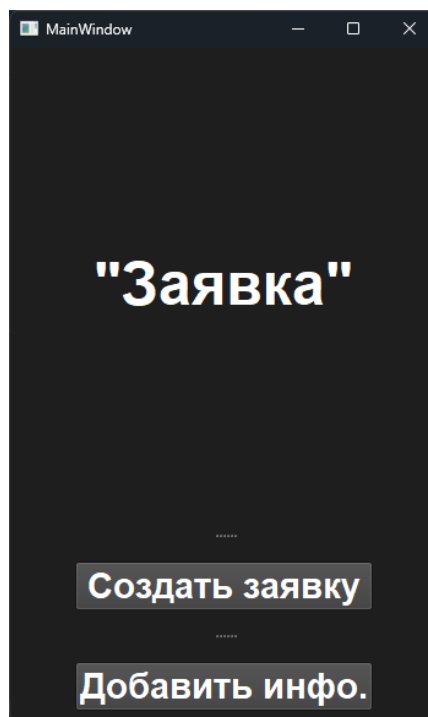 MainWindow
"Заявка"
......
Создать заявку
......
Добавить инфо.